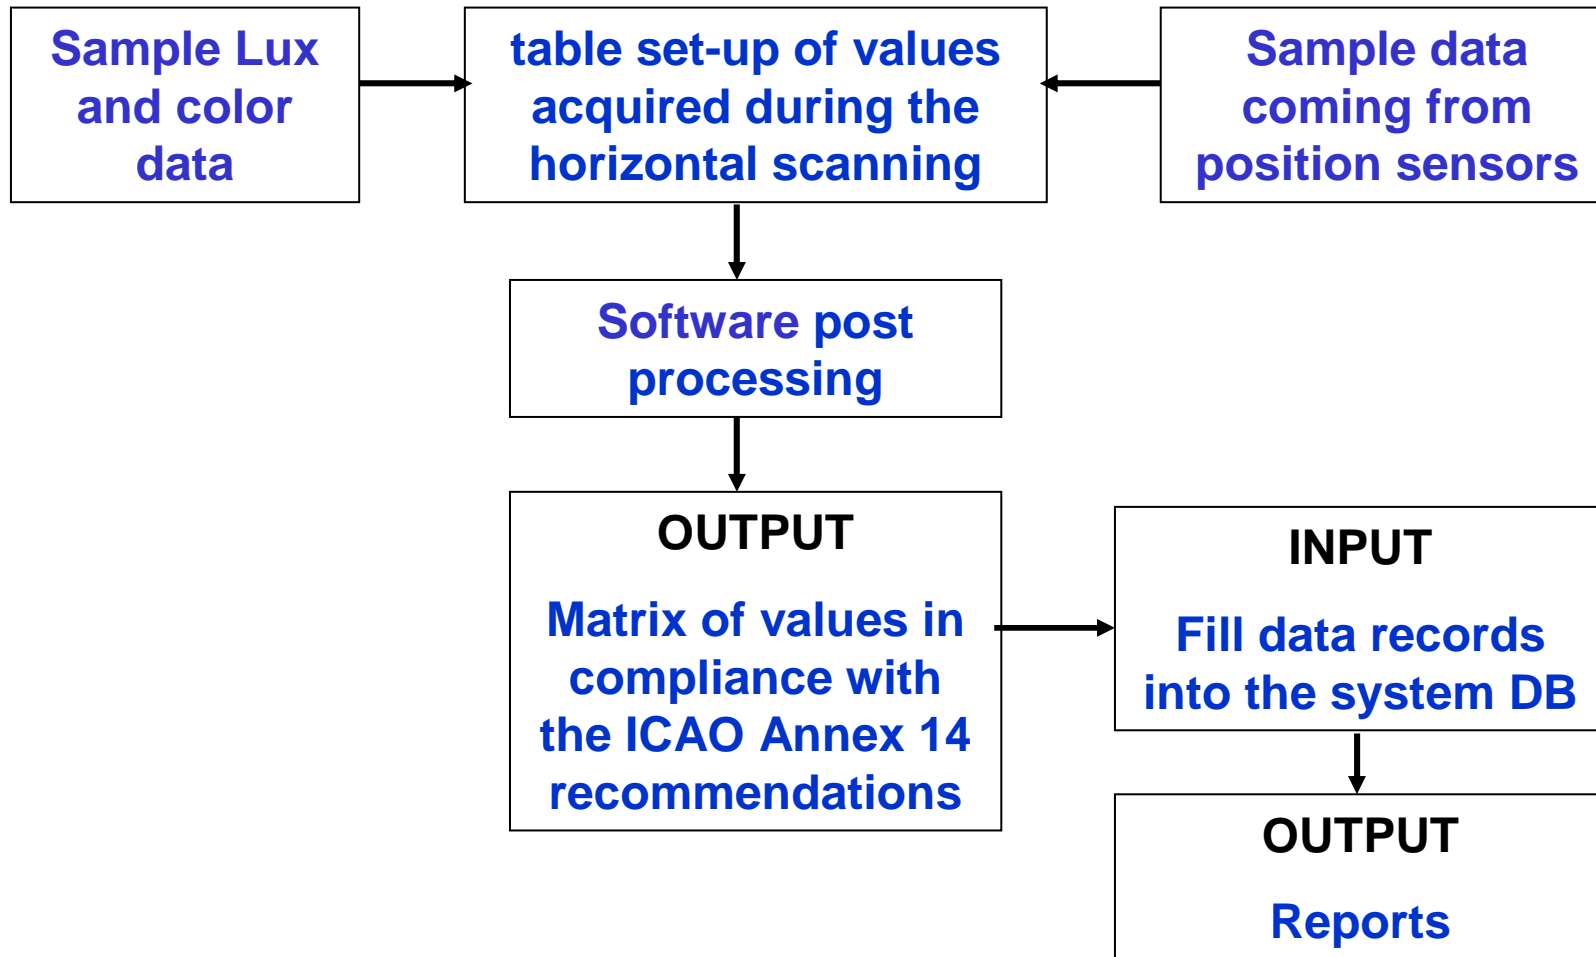 Sample Lux
and color
data
table set-up of values
acquired during the
horizontal scanning
Sample data
coming from
position sensors
Software post
processing
OUTPUT
Matrix of values in
compliance with
the ICAO Annex 14
recommendations
INPUT
Fill data records
into the system DB
OUTPUT
Reports